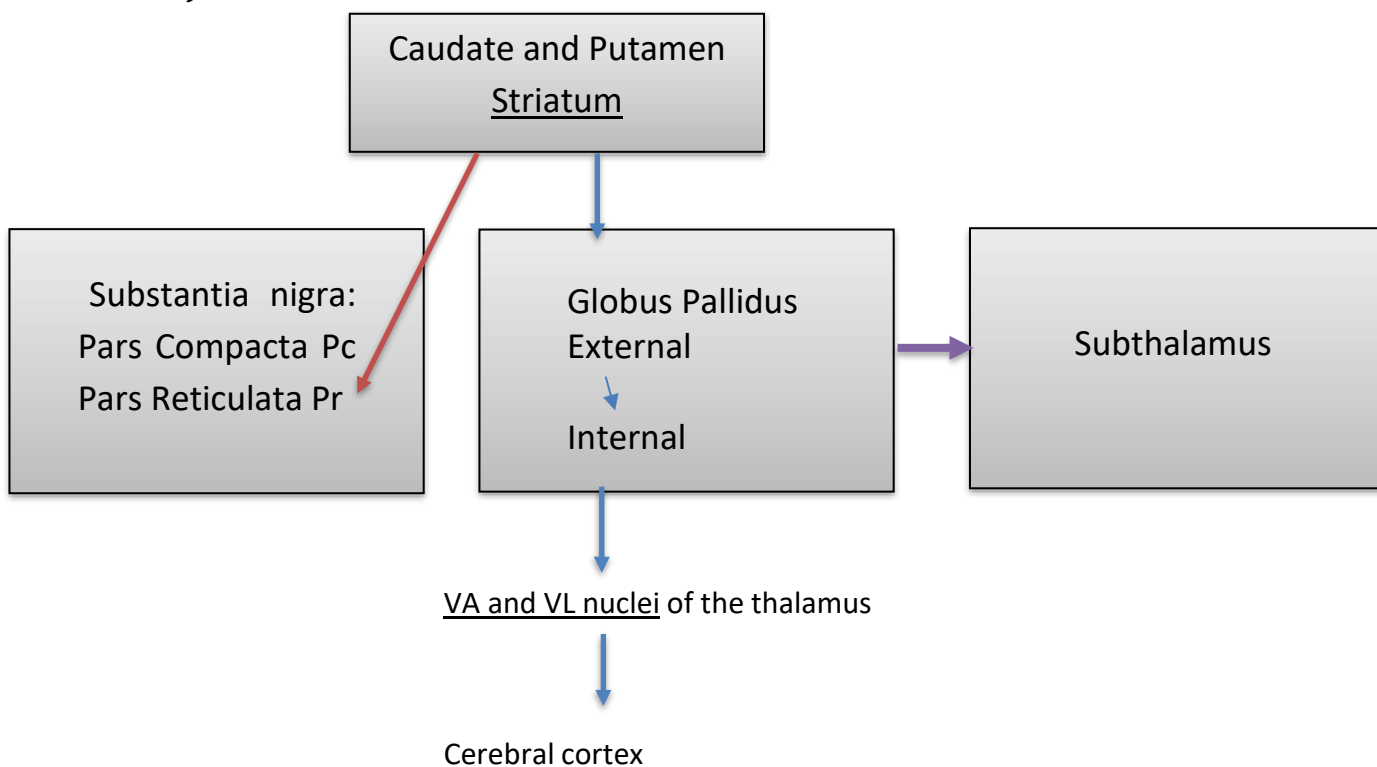 Caudate and Putamen
Striatum
Substantia nigra:
Pars Compacta Pc
Pars Reticulata Pr
Globus Pallidus
External
Internal
Subthalamus
VA and VL nuclei of the thalamus
Cerebral cortex